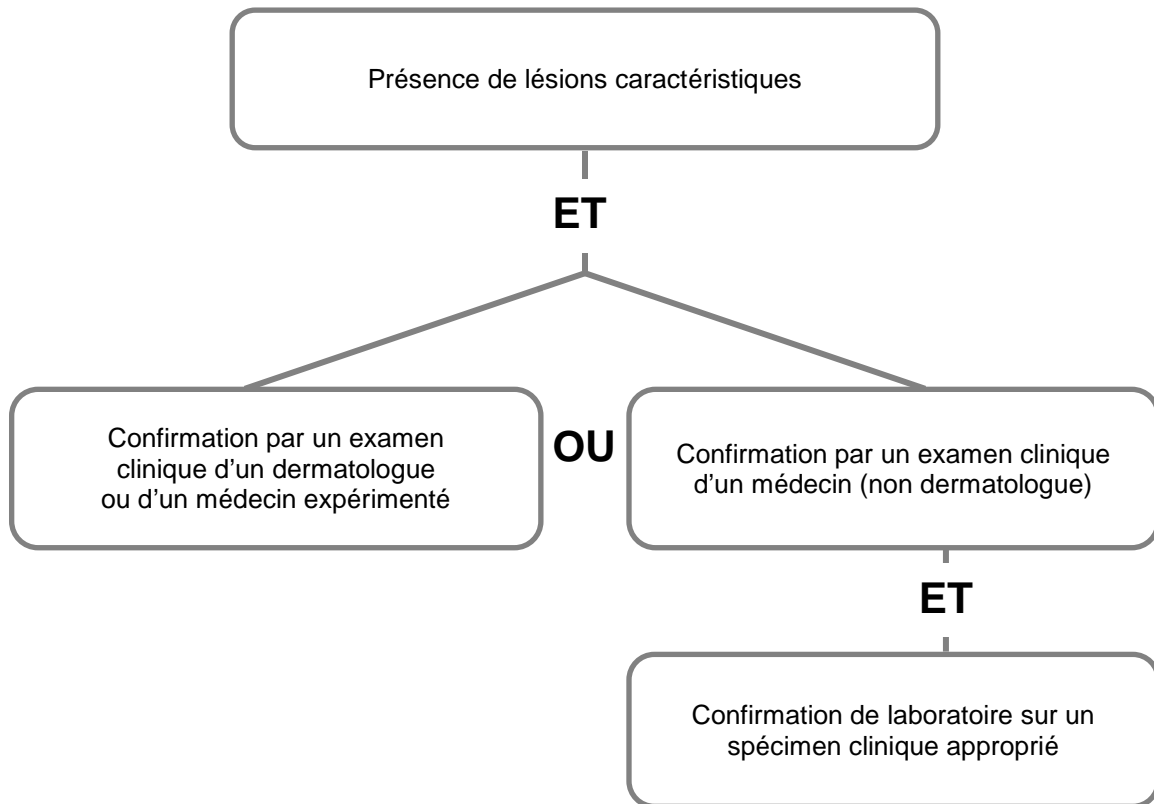 Présence de lésions caractéristiques
ET
Confirmation par un examen
clinique d’un dermatologue
ou d’un médecin expérimenté
OU
Confirmation par un examen clinique
d’un médecin (non dermatologue)
ET
Confirmation de laboratoire sur un
spécimen clinique approprié